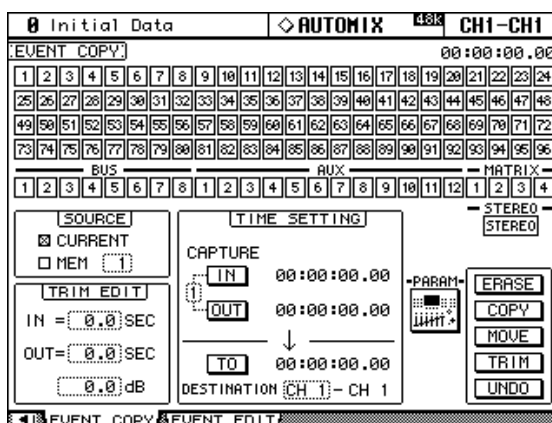 0 Initial Data ◇AUTOMIX 48K CH1-CH1
EVENT COPY 00:00:00.00
1 2 3 4 5 6 7 8 9 10 11 12 13 14 15 16 17 18 19 20 21 22 23 24
25 26 27 28 29 30 31 32 33 34 35 36 37 38 39 40 41 42 43 44 45 46 47 48
49 50 51 52 53 54 55 56 57 58 59 60 61 62 63 64 65 66 67 68 69 70 71 72
73 74 75 76 77 78 79 80 81 82 83 84 85 86 87 88 89 90 91 92 93 94 95 96
BUS AUX MATRIX
1 2 3 4 5 6 7 8 1 2 3 4 5 6 7 8 9 10 11 12 1 2 3 4
STEREO
STEREO
SOURCE
CURRENT
MEM 1
TRIM EDIT
IN = 0.0 SEC
OUT= 0.0 SEC
0.0 dB
TIME SETTING
CAPTURE
1
IN 00:00:00.00
OUT 00:00:00.00
↓
TO 00:00:00.00
DESTINATION CH 1 - CH 1
PARAM
ERASE
COPY
MOVE
TRIM
UNDO
EVENT COPY EVENT EDIT